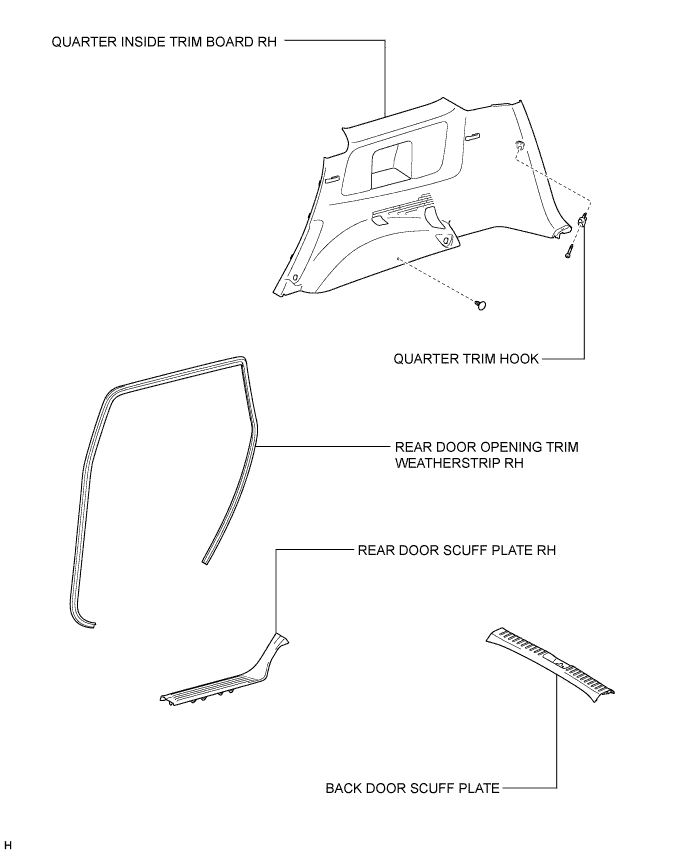 QUARTER INSIDE TRIM BOARD RH
QUARTER TRIM HOOK
REAR DOOR OPENING TRIM
WEATHERSTRIP RH
REAR DOOR SCUFF PLATE RH
BACK DOOR SCUFF PLATE
H